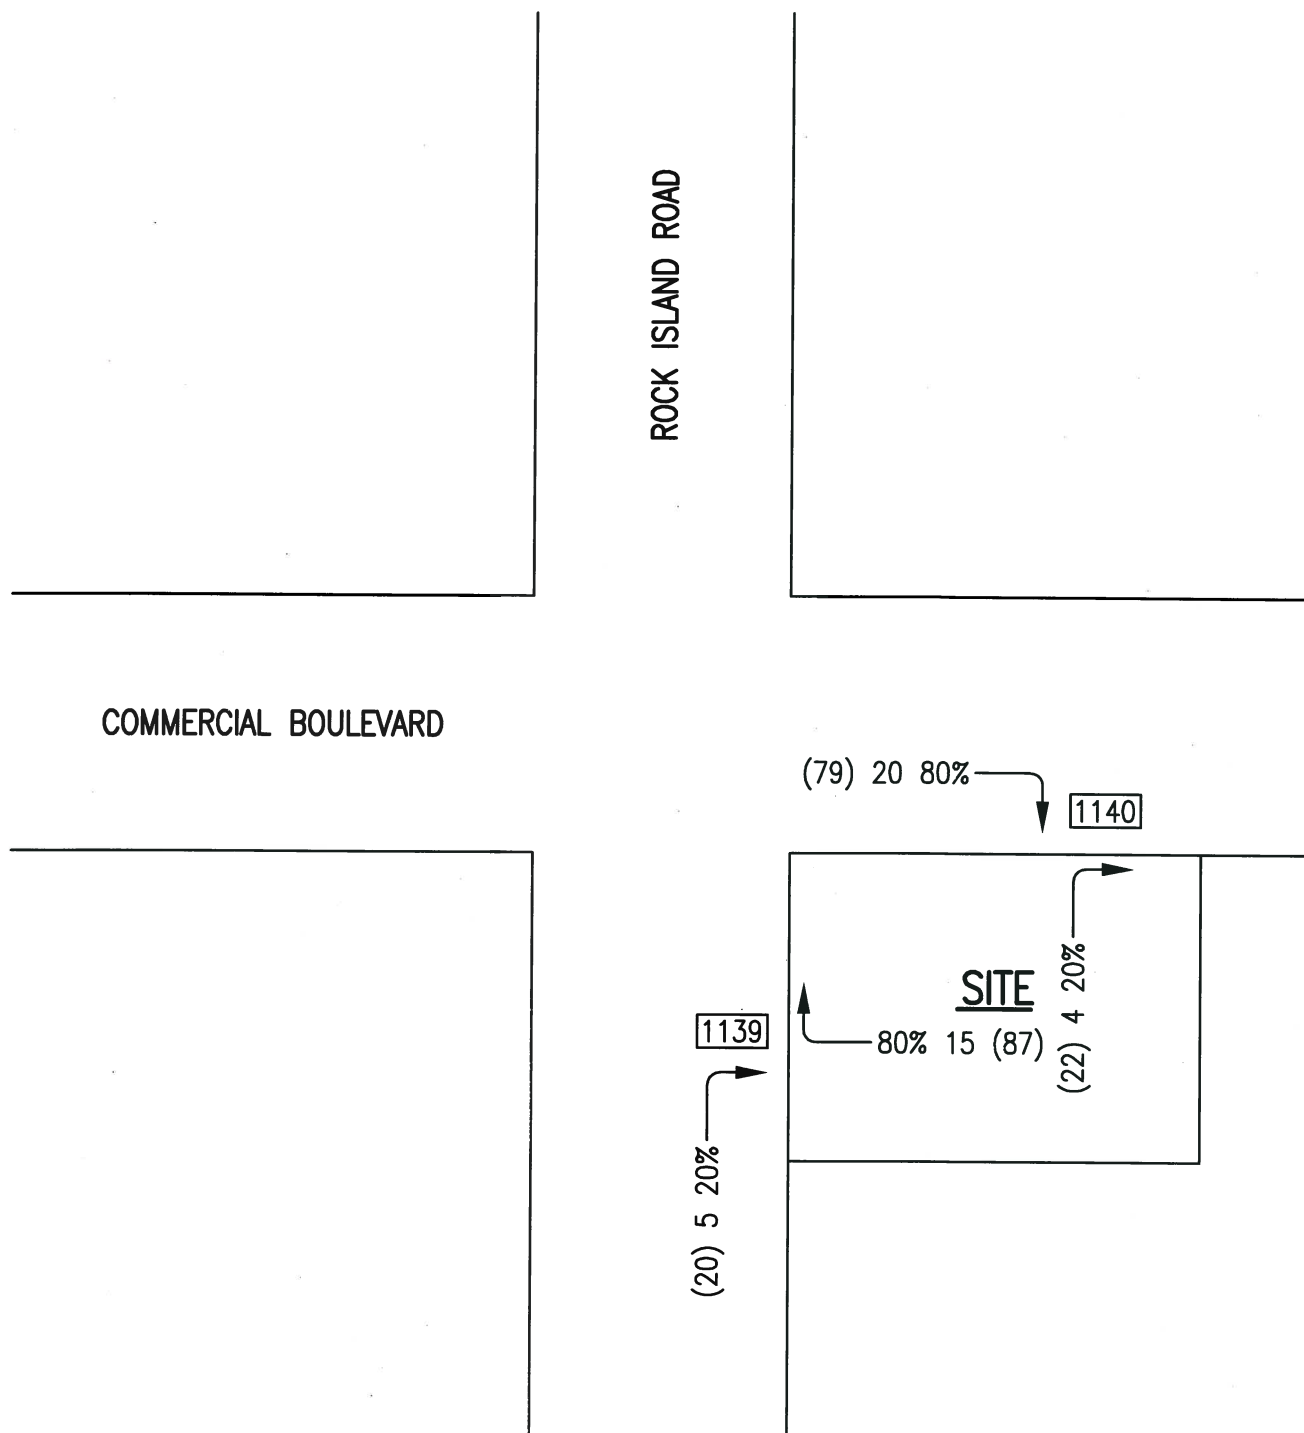 ROCK ISLAND ROAD
COMMERCIAL BOULEVARD
(79) 20 80%
1140
SITE
(22) 4 20%
1139
80% 15 (87)
(20) 5 20%